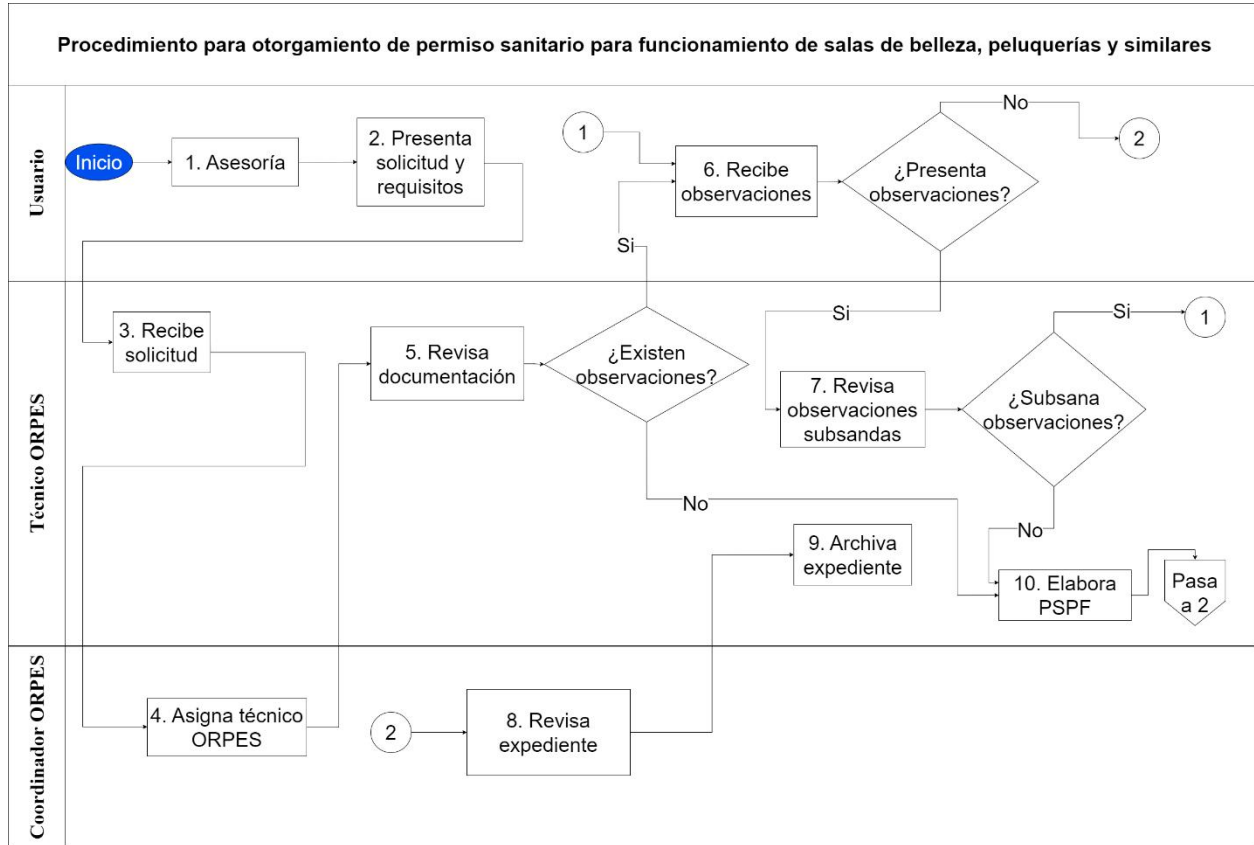 Procedimiento para otorgamiento de permiso sanitario para funcionamiento de salas de belleza, peluquerías y similares
Usuario
Inicio
1. Asesoría
2. Presenta
solicitud y
requisitos
1
6. Recibe
observaciones
¿Presenta
observaciones?
No
2
Si
Si
Técnico ORPES
3. Recibe
solicitud
5. Revisa
documentación
¿Existen
observaciones?
7. Revisa
observaciones
subsandas
¿Subsana
observaciones?
Si
1
No
No
9. Archiva
expediente
10. Elabora
PSPF
Pasa
a 2
Coordinador ORPES
4. Asigna técnico
ORPES
2
8. Revisa
expediente